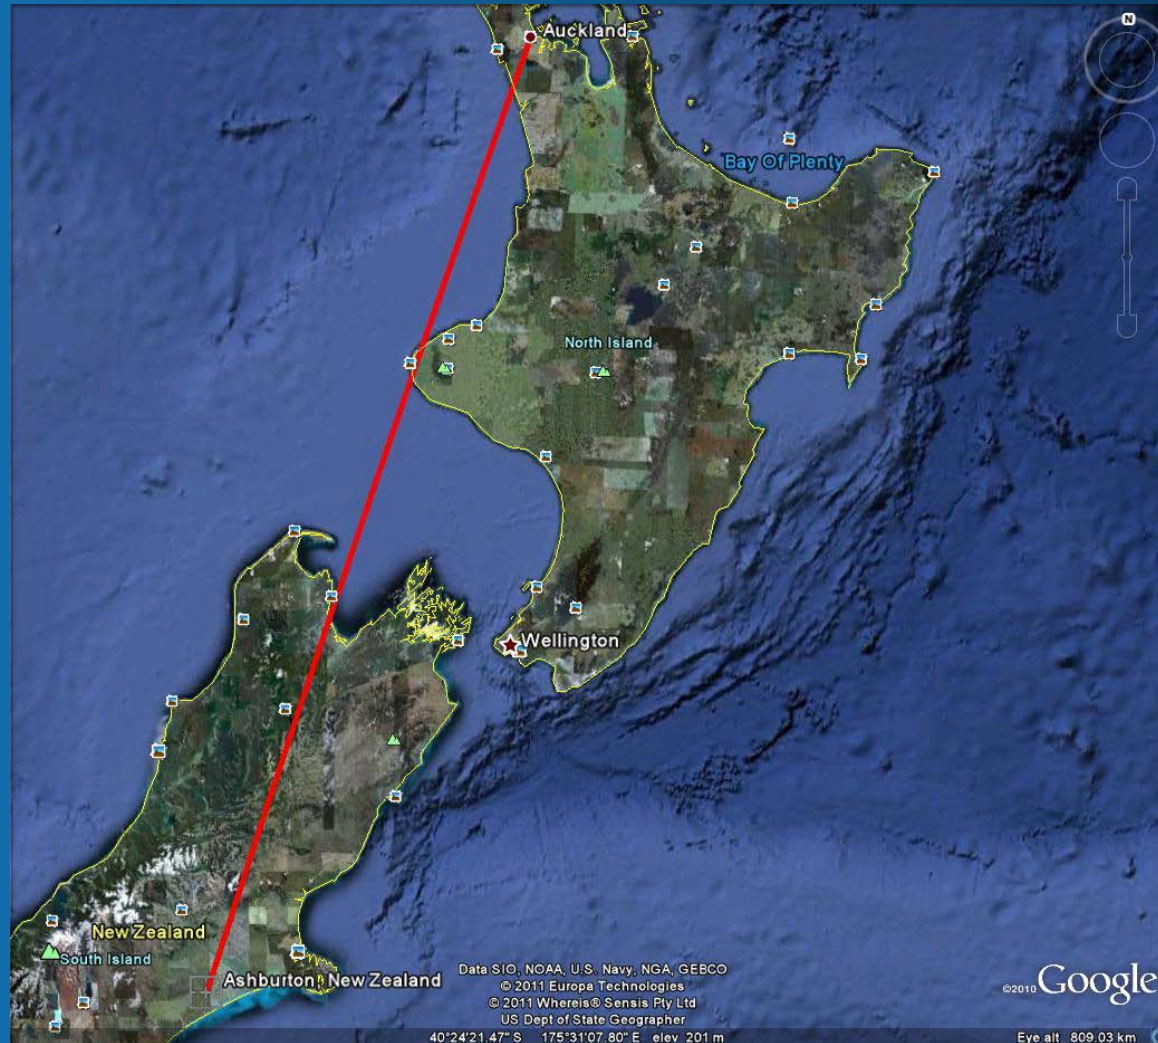 N
Auckland
Bay Of Plenty
North Island
Wellington
New Zealand
South Island
Ashburton, New Zealand
Data SIO, NOAA, U.S. Navy, NGA, GEBCO
© 2011 Europa Technologies
© 2011 Whereis® Sensis Pty Ltd
US Dept of State Geographer
©2010 Google
40°24'21.47" S 175°31'07.80" E elev 201 m
Eye alt 809.03 km